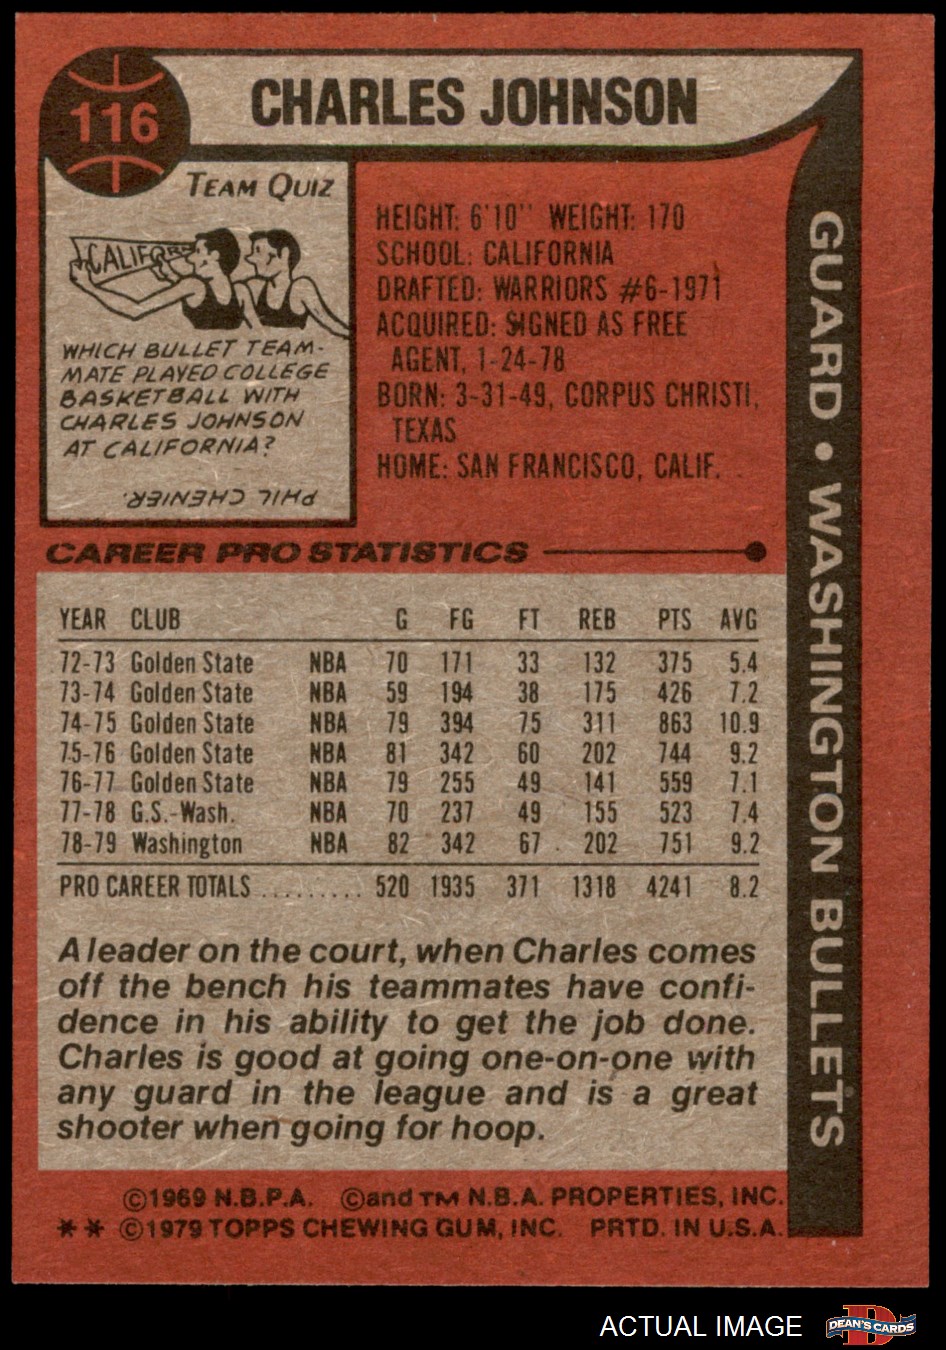 116
CHARLES JOHNSON
TEAM QUIZ
CALIFORN
WHICH BULLET TEAM-
MATE PLAYED COLLEGE
BASKETBALL WITH
CHARLES JOHNSON
AT CALIFORNIA?
PHIL CHENIER.
HEIGHT: 6'10" WEIGHT: 170
SCHOOL: CALIFORNIA
DRAFTED: WARRIORS #6-1971
ACQUIRED: SIGNED AS FREE
AGENT, 1-24-78
BORN: 3-31-49, CORPUS CHRISTI,
TEXAS
HOME: SAN FRANCISCO, CALIF.
GUARD • WASHINGTON BULLETS
CAREER PRO STATISTICS
YEAR CLUB G FG FT REB PTS AVG
72-73 Golden State NBA 70 171 33 132 375 5.4
73-74 Golden State NBA 59 194 38 175 426 7.2
74-75 Golden State NBA 79 394 75 311 863 10.9
75-76 Golden State NBA 81 342 60 202 744 9.2
76-77 Golden State NBA 79 255 49 141 559 7.1
77-78 G.S.-Wash. NBA 70 237 49 155 523 7.4
78-79 Washington NBA 82 342 67 202 751 9.2
PRO CAREER TOTALS ......... 520 1935 371 1318 4241 8.2
A leader on the court, when Charles comes
off the bench his teammates have confi-
dence in his ability to get the job done.
Charles is good at going one-on-one with
any guard in the league and is a great
shooter when going for hoop.
©1969 N.B.P.A. ©and TM N.B.A. PROPERTIES, INC.
** ©1979 TOPPS CHEWING GUM, INC. PRTD. IN U.S.A.
ACTUAL IMAGE
D
DEAN'S CARDS